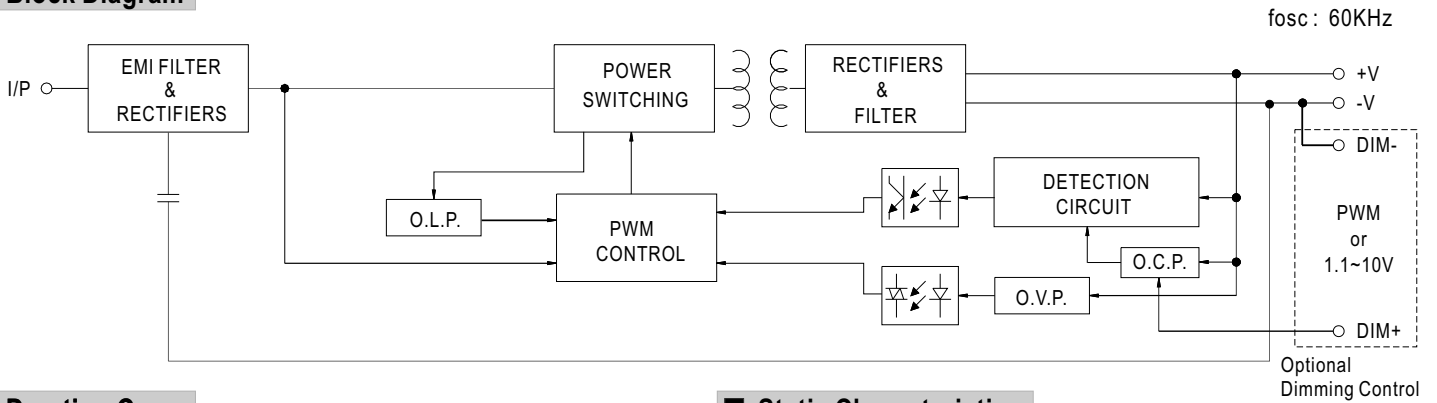 Block Diagram
fosc : 60KHz
I/P
EMI FILTER
&
RECTIFIERS
POWER
SWITCHING
RECTIFIERS
&
FILTER
+V
-V
DIM-
DETECTION
CIRCUIT
O.L.P.
PWM
CONTROL
PWM
or
1.1~10V
O.C.P.
O.V.P.
DIM+
Optional
Dimming Control